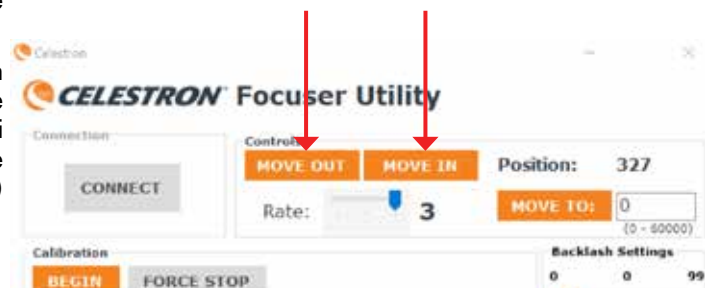 Celestron
CELESTRON Focuser Utility
Connection
Controls
MOVE OUT MOVE IN Position: 327
CONNECT
Rate: 3 MOVE TO: 0
(0 - 60000)
Calibration Backlash Settings
BEGIN FORCE STOP 0 0 99